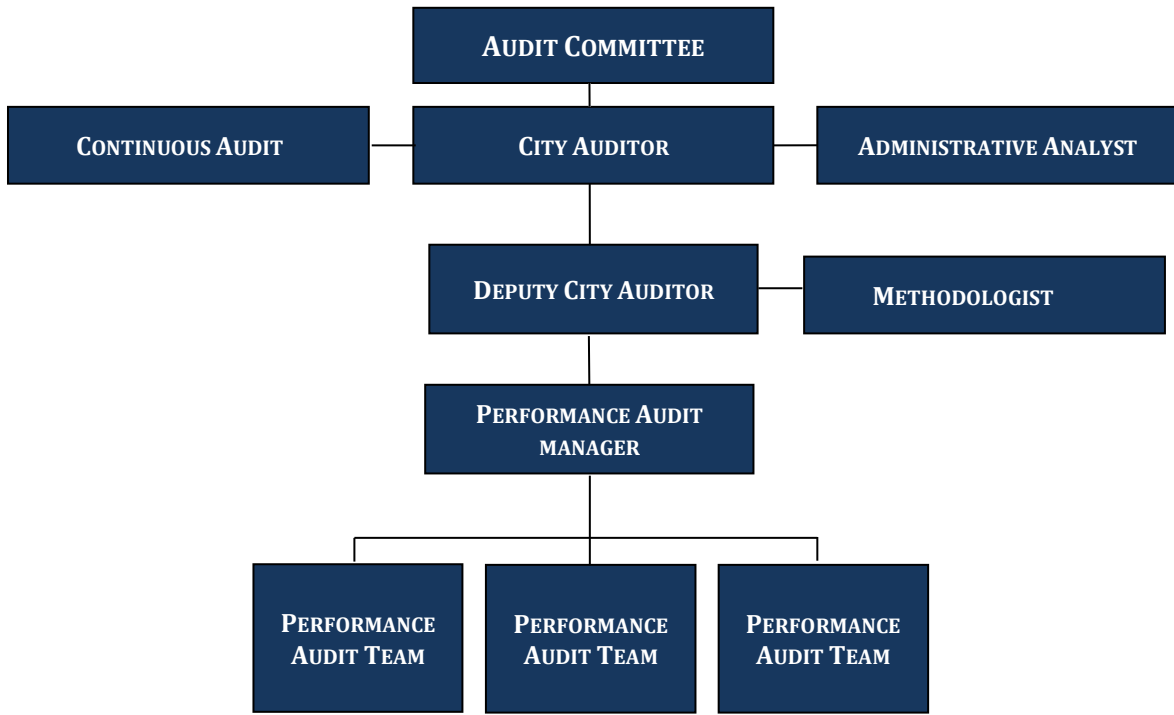 AUDIT COMMITTEE
CONTINUOUS AUDIT
CITY AUDITOR
ADMINISTRATIVE ANALYST
DEPUTY CITY AUDITOR
METHODOLOGIST
PERFORMANCE AUDIT
MANAGER
PERFORMANCE
AUDIT TEAM
PERFORMANCE
AUDIT TEAM
PERFORMANCE
AUDIT TEAM